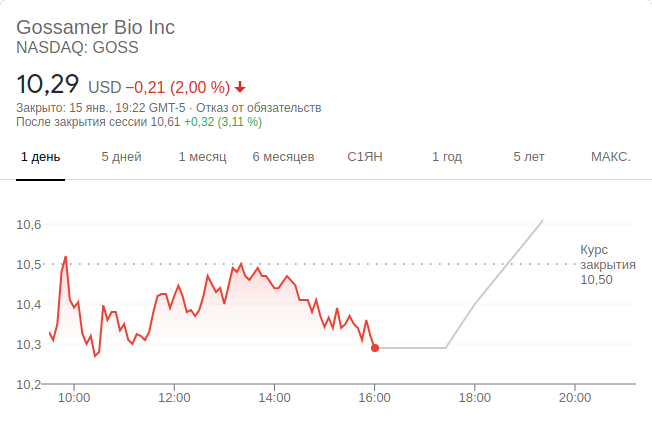 Gossamer Bio Inc
NASDAQ: GOSS
10,29 USD −0,21 (2,00 %)
Закрыто: 15 янв., 19:22 GMT-5 · Отказ от обязательств
После закрытия сессии 10,61 +0,32 (3,11 %)
1 день 5 дней 1 месяц 6 месяцев С1ЯН 1 год 5 лет МАКС.
10,6
10,5
10,4
10,3
10,2
Курс
закрытия
10,50
10:00 12:00 14:00 16:00 18:00 20:00